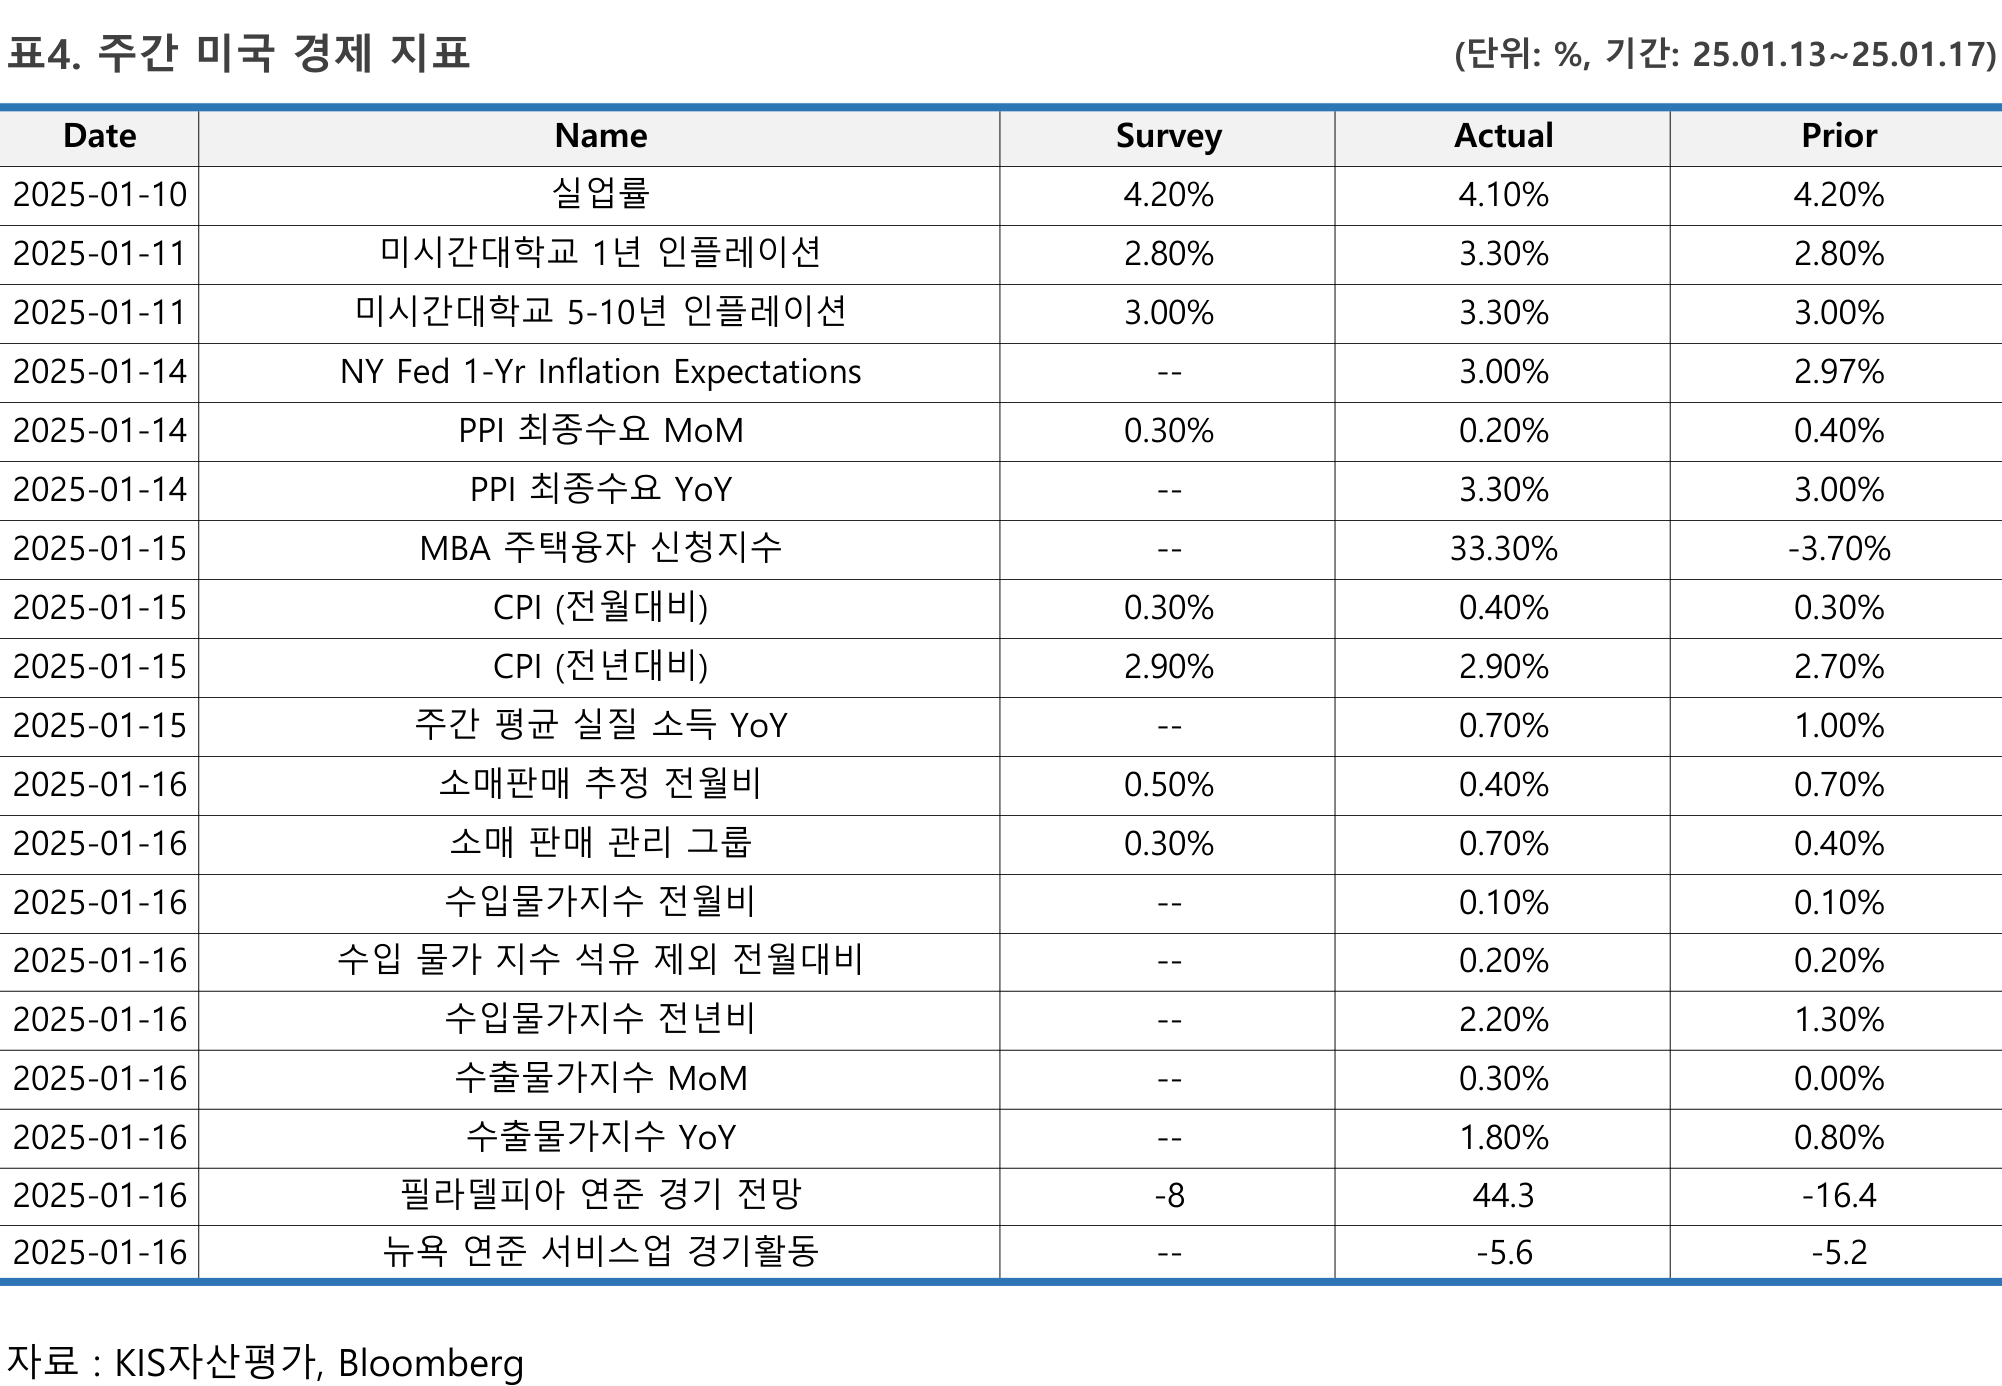 표4. 주간 미국 경제 지표 (단위: %, 기간: 25.01.13~25.01.17)
Date Name Survey Actual Prior
2025-01-10 실업률 4.20% 4.10% 4.20%
2025-01-11 미시간대학교 1년 인플레이션 2.80% 3.30% 2.80%
2025-01-11 미시간대학교 5-10년 인플레이션 3.00% 3.30% 3.00%
2025-01-14 NY Fed 1-Yr Inflation Expectations -- 3.00% 2.97%
2025-01-14 PPI 최종수요 MoM 0.30% 0.20% 0.40%
2025-01-14 PPI 최종수요 YoY -- 3.30% 3.00%
2025-01-15 MBA 주택융자 신청지수 -- 33.30% -3.70%
2025-01-15 CPI (전월대비) 0.30% 0.40% 0.30%
2025-01-15 CPI (전년대비) 2.90% 2.90% 2.70%
2025-01-15 주간 평균 실질 소득 YoY -- 0.70% 1.00%
2025-01-16 소매판매 추정 전월비 0.50% 0.40% 0.70%
2025-01-16 소매 판매 관리 그룹 0.30% 0.70% 0.40%
2025-01-16 수입물가지수 전월비 -- 0.10% 0.10%
2025-01-16 수입 물가 지수 석유 제외 전월대비 -- 0.20% 0.20%
2025-01-16 수입물가지수 전년비 -- 2.20% 1.30%
2025-01-16 수출물가지수 MoM -- 0.30% 0.00%
2025-01-16 수출물가지수 YoY -- 1.80% 0.80%
2025-01-16 필라델피아 연준 경기 전망 -8 44.3 -16.4
2025-01-16 뉴욕 연준 서비스업 경기활동 -- -5.6 -5.2
자료 : KIS자산평가, Bloomberg